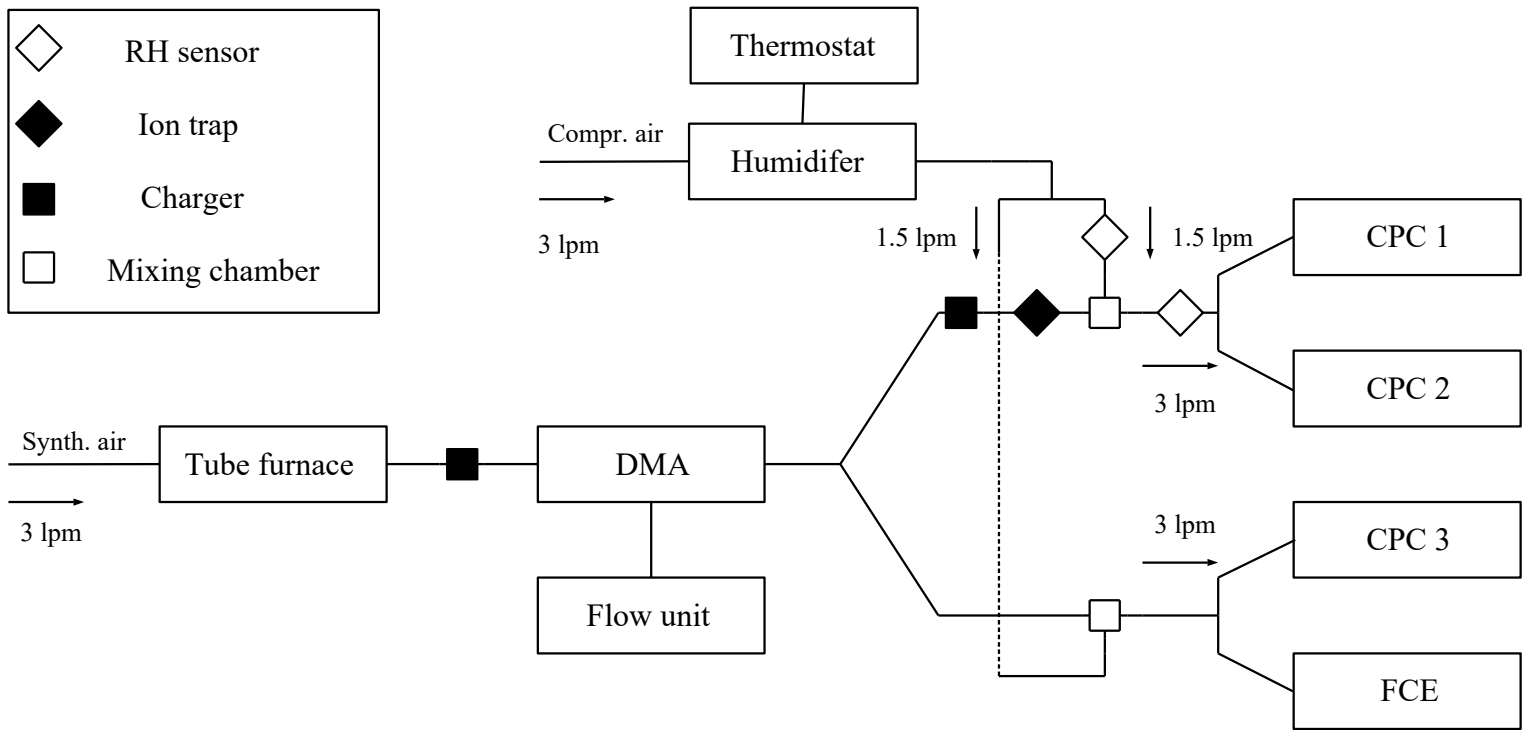 RH sensor
Ion trap
Charger
Mixing chamber
Thermostat
Compr. air
Humidifer
3 lpm
1.5 lpm
1.5 lpm
CPC 1
3 lpm
CPC 2
Synth. air
Tube furnace
DMA
3 lpm
Flow unit
3 lpm
CPC 3
FCE